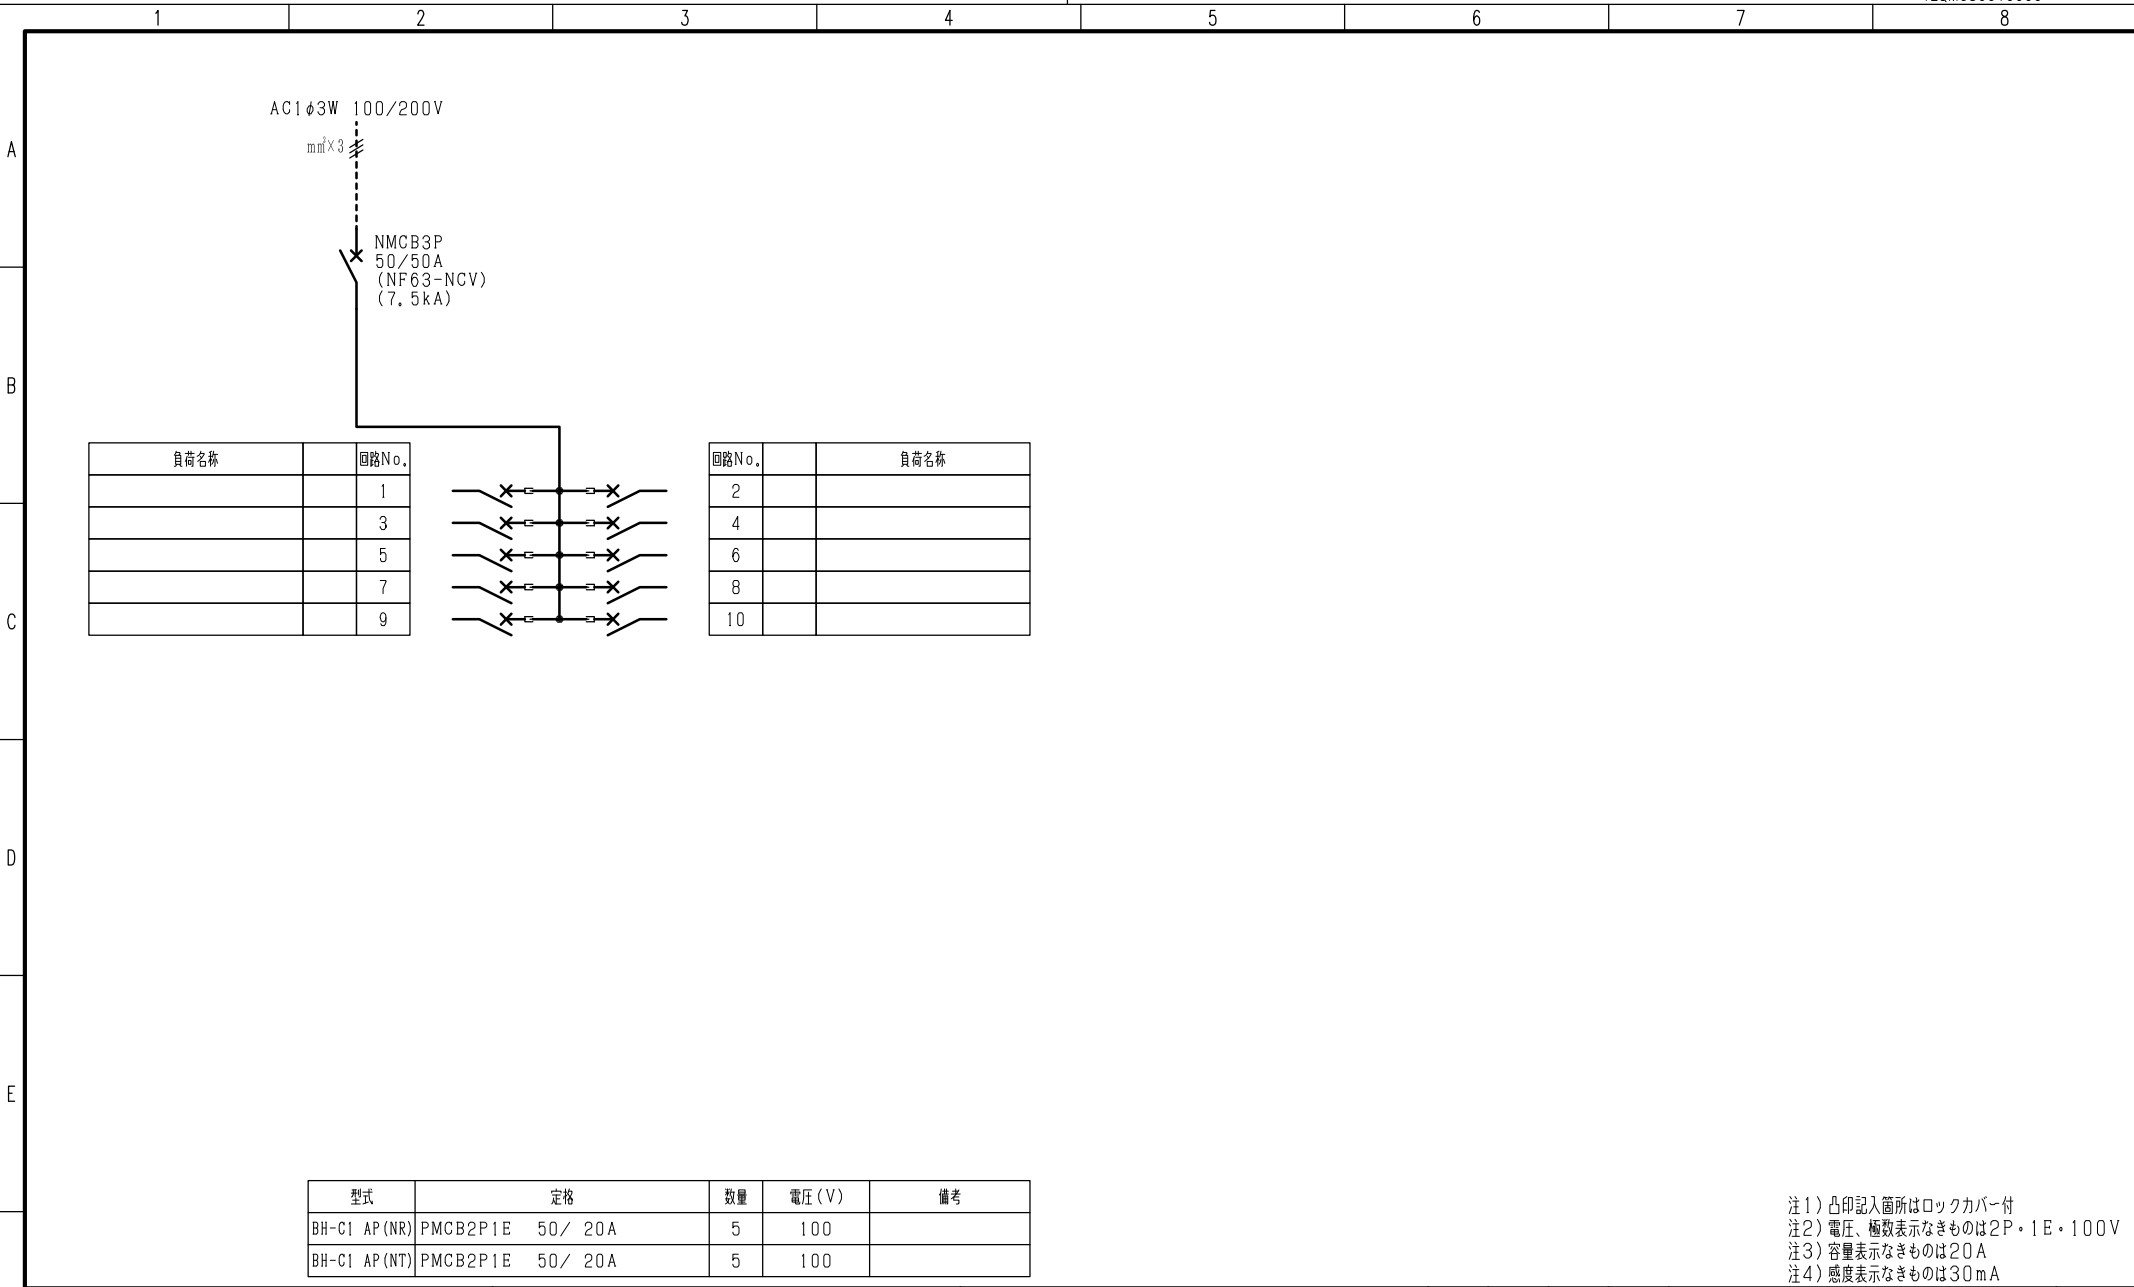 1 2 3 4 5 6 7 8
A
B
C
D
E
AC1φ3W 100/200V
mm²×3
NMCB3P
50/50A
(NF63-NCV)
(7.5kA)
負荷名称 回路No.
1
3
5
7
9
回路No. 負荷名称
2
4
6
8
10
型式 定格 数量 電圧(V) 備考
BH-C1 AP(NR) PMCB2P1E 50/ 20A 5 100
BH-C1 AP(NT) PMCB2P1E 50/ 20A 5 100
注1)凸印記入箇所はロックカバー付
注2)電圧、極数表示なきものは2P・1E・100V
注3)容量表示なきものは20A
注4)感度表示なきものは30mA